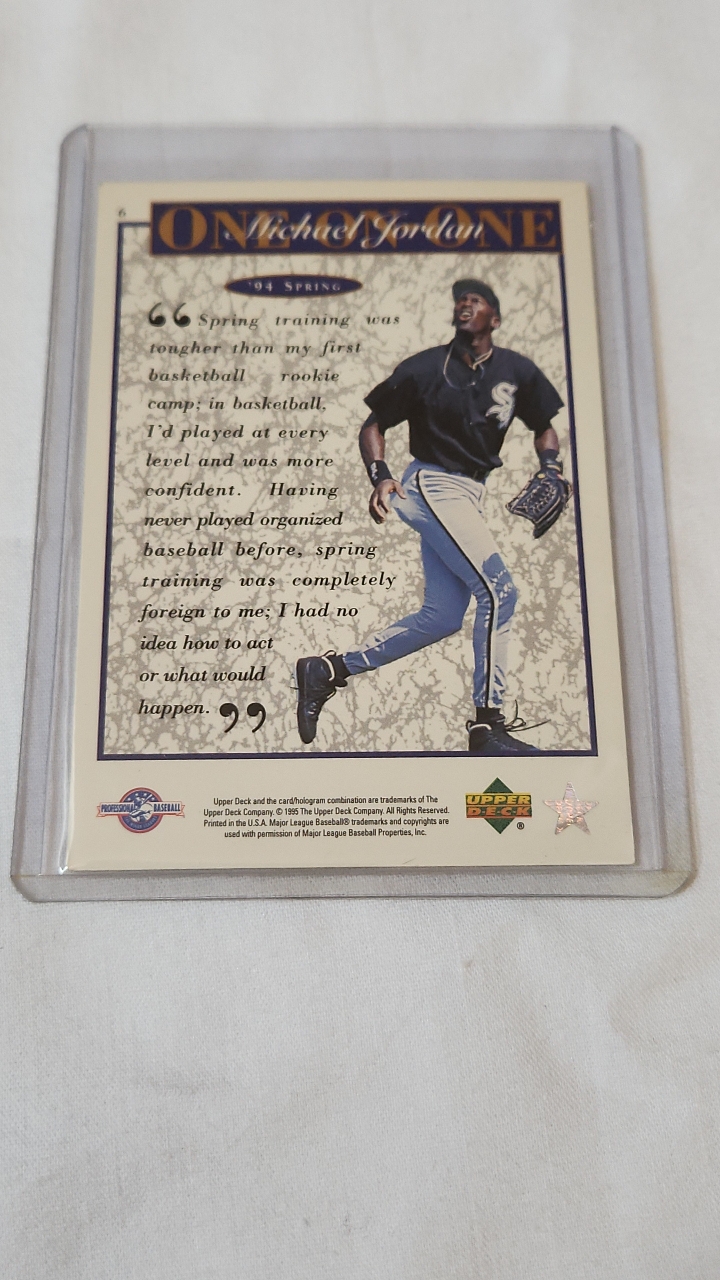 6
ONE ON ONE
Michael Jordan
'94 SPRING
“Spring training was
tougher than my first
basketball rookie
camp; in basketball,
I'd played at every
level and was more
confident. Having
never played organized
baseball before, spring
training was completely
foreign to me; I had no
idea how to act
or what would
happen.”
Sox
PROFESSIONAL BASEBALL
Upper Deck and the card/hologram combination are trademarks of The
Upper Deck Company. © 1995 The Upper Deck Company. All Rights Reserved.
Printed in the U.S.A. Major League Baseball® trademarks and copyrights are
used with permission of Major League Baseball Properties, Inc.
UPPER
DECK
®